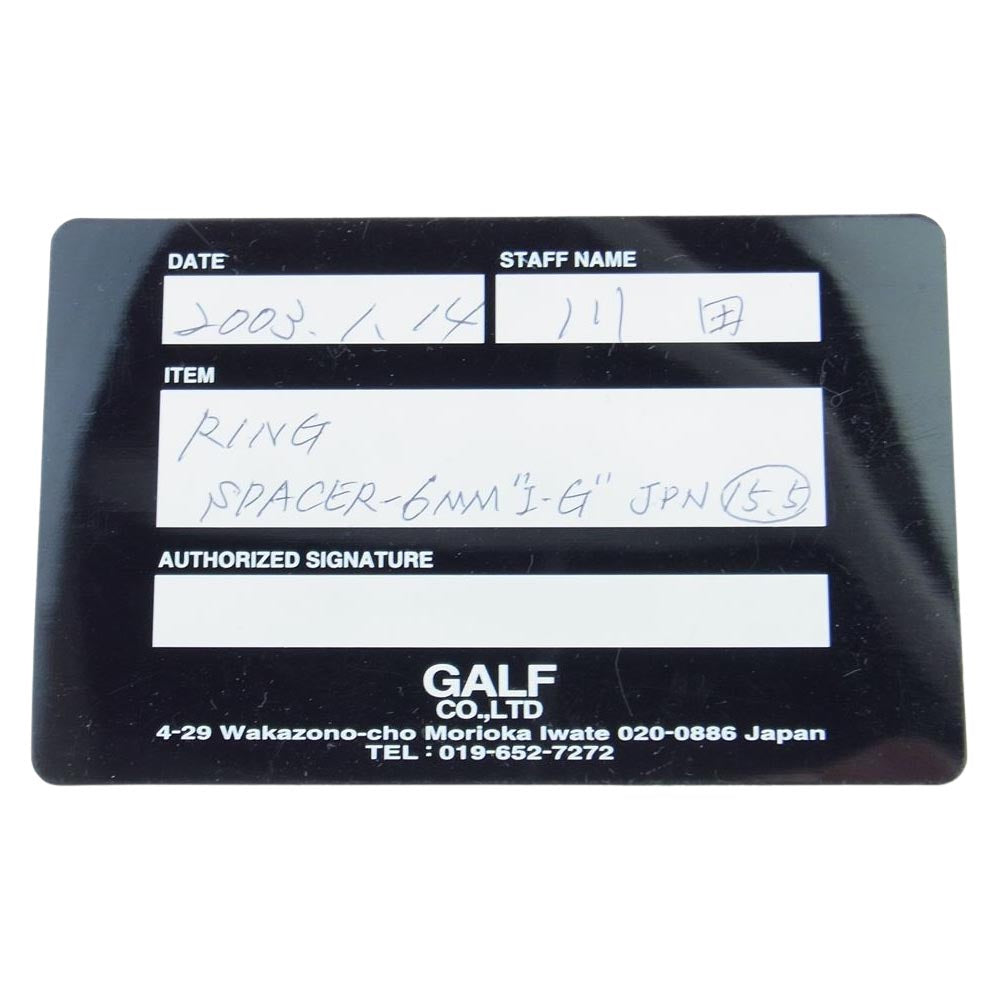 DATE
2003. 1. 14
STAFF NAME
川 田
ITEM
RING
SPACER-6MM "I-G" JPN 15.5
AUTHORIZED SIGNATURE
GALF
CO.,LTD
4-29 Wakazono-cho Morioka Iwate 020-0886 Japan
TEL : 019-652-7272